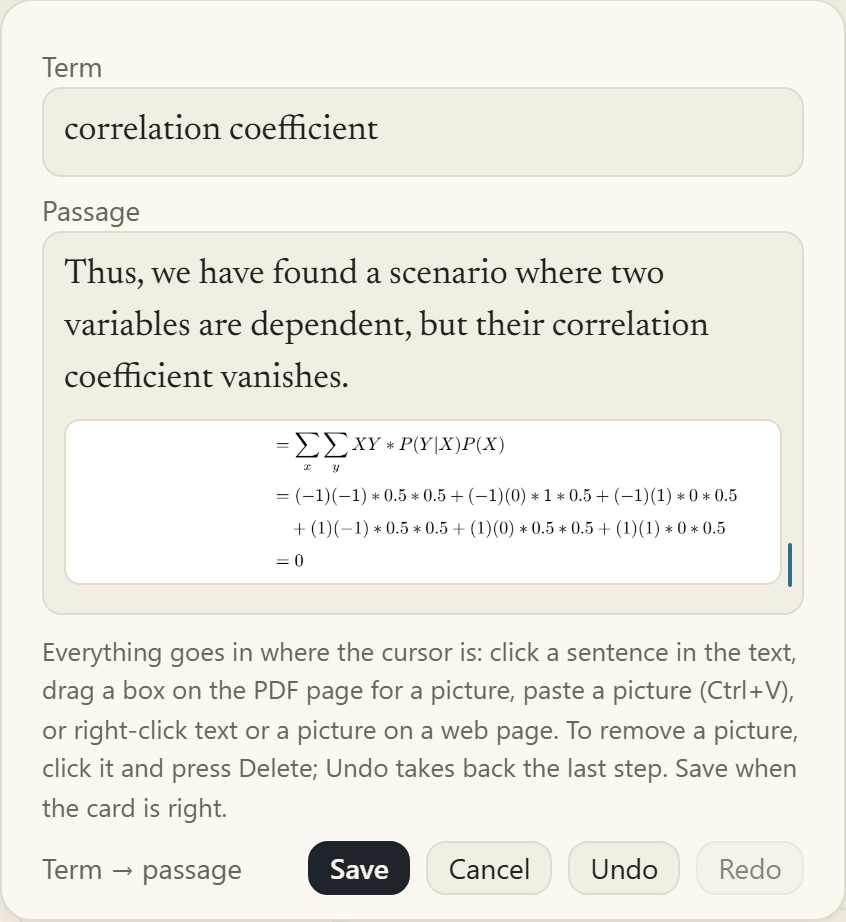 Term
correlation coefficient
Passage
Thus, we have found a scenario where two
variables are dependent, but their correlation
coefficient vanishes.
= ∑x ∑y XY ∗ P(Y|X)P(X)
= (−1)(−1) ∗ 0.5 ∗ 0.5 + (−1)(0) ∗ 1 ∗ 0.5 + (−1)(1) ∗ 0 ∗ 0.5
+ (1)(−1) ∗ 0.5 ∗ 0.5 + (1)(0) ∗ 0.5 ∗ 0.5 + (1)(1) ∗ 0 ∗ 0.5
= 0
Everything goes in where the cursor is: click a sentence in the text,
drag a box on the PDF page for a picture, paste a picture (Ctrl+V),
or right-click text or a picture on a web page. To remove a picture,
click it and press Delete; Undo takes back the last step. Save when
the card is right.
Term → passage Save Cancel Undo Redo